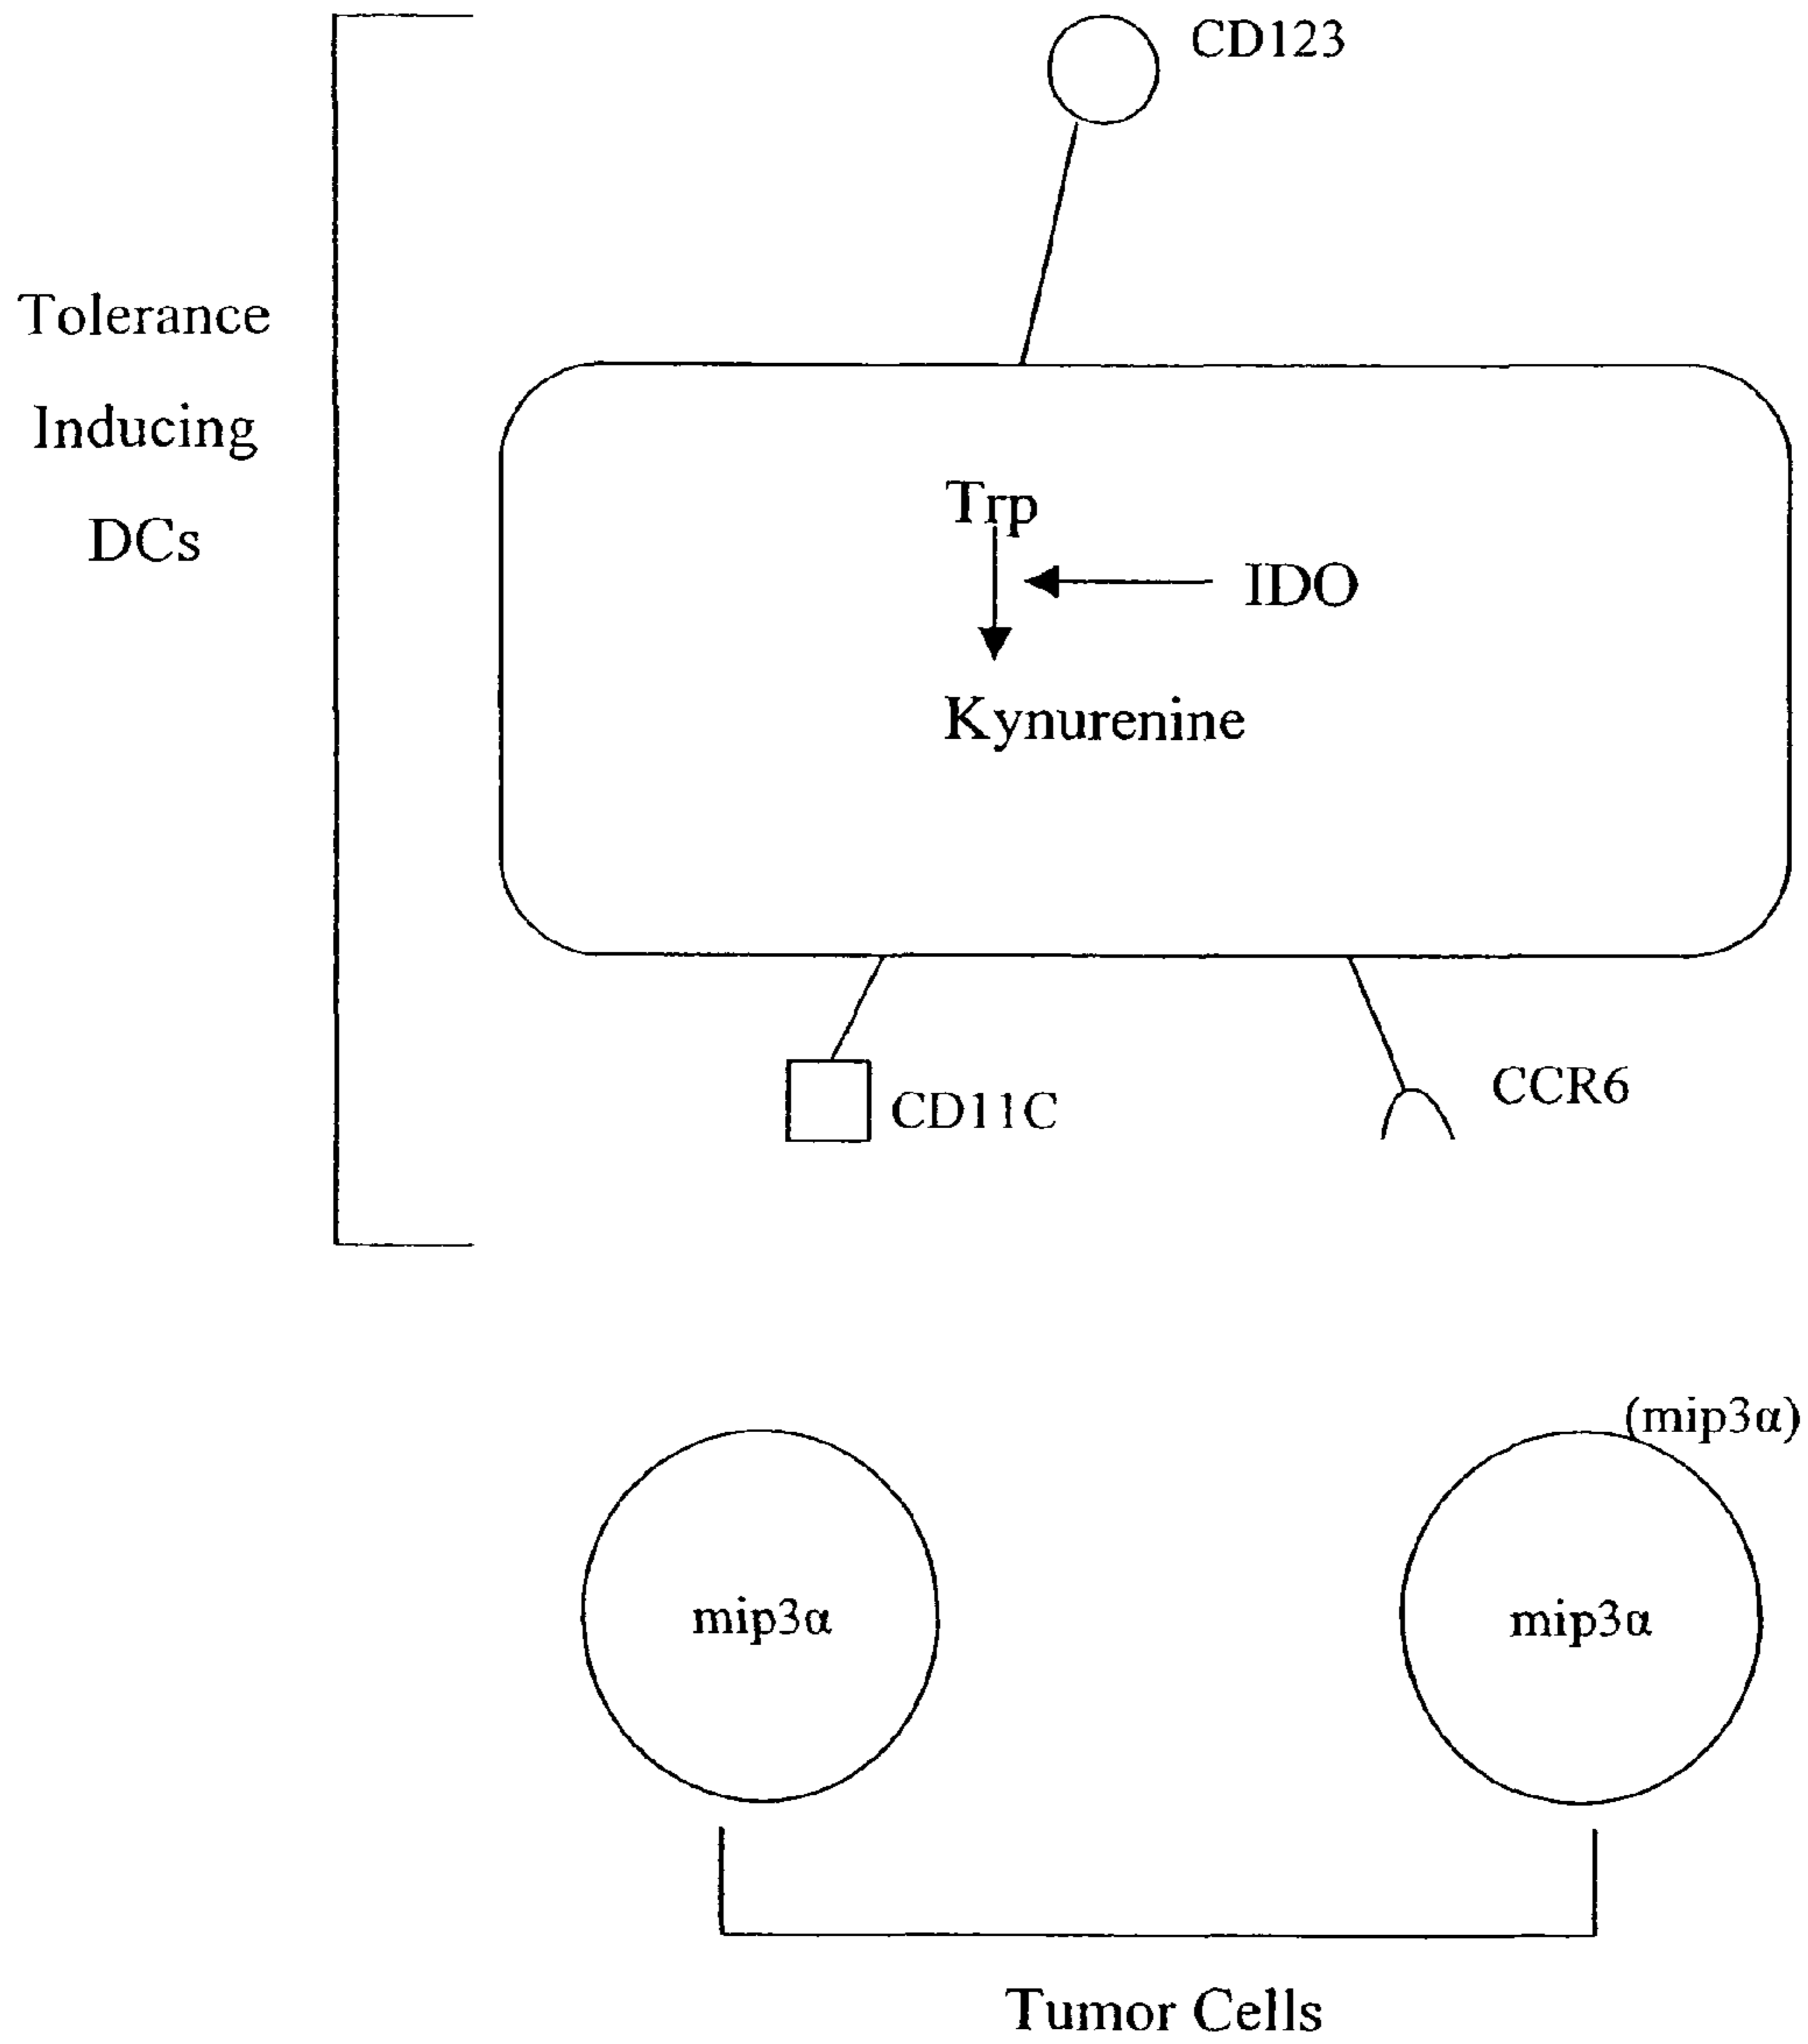 CD123
Tolerance
Inducing
DCs
Trp
IDO
Kynurenine
CD11C
CCR6
(mip3α)
mip3α
mip3α
Tumor Cells